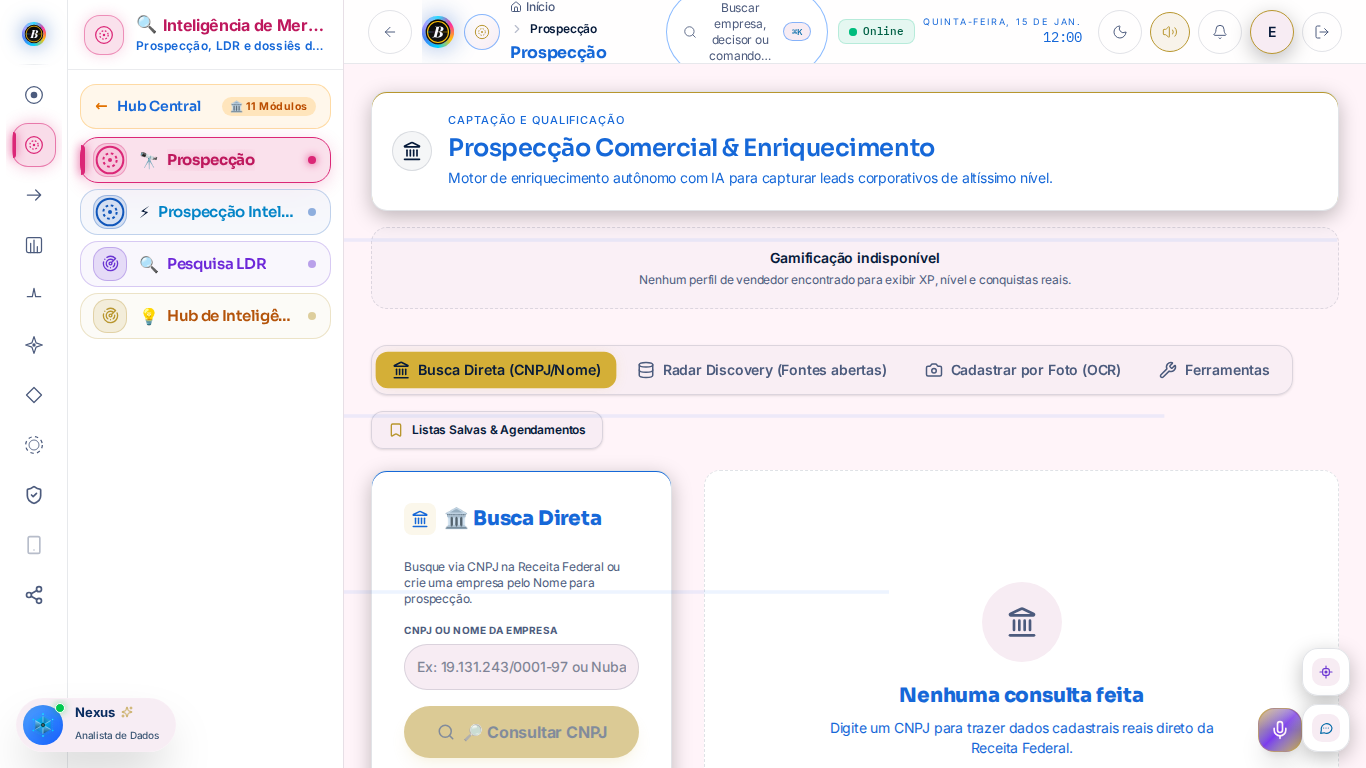 B
🔍 Inteligência de Mer...
Prospecção, LDR e dossiês d...
← Hub Central
🏛️ 11 Módulos
🔭 Prospecção
⚡ Prospecção Intel...
🔍 Pesquisa LDR
💡 Hub de Inteligê...
Nexus
Analista de Dados
B
Início
Prospecção
Prospecção
Buscar
empresa,
decisor ou
comando...
⌘K
Online
QUINTA-FEIRA, 15 DE JAN.
12:00
E
CAPTAÇÃO E QUALIFICAÇÃO
Prospecção Comercial & Enriquecimento
Motor de enriquecimento autônomo com IA para capturar leads corporativos de altíssimo nível.
Gamificação indisponível
Nenhum perfil de vendedor encontrado para exibir XP, nível e conquistas reais.
Busca Direta (CNPJ/Nome)
Radar Discovery (Fontes abertas)
Cadastrar por Foto (OCR)
Ferramentas
Listas Salvas & Agendamentos
🏛️ Busca Direta
Busque via CNPJ na Receita Federal ou
crie uma empresa pelo Nome para
prospecção.
CNPJ OU NOME DA EMPRESA
Ex: 19.131.243/0001-97 ou Nuba
🔎 Consultar CNPJ
Nenhuma consulta feita
Digite um CNPJ para trazer dados cadastrais reais direto da
Receita Federal.